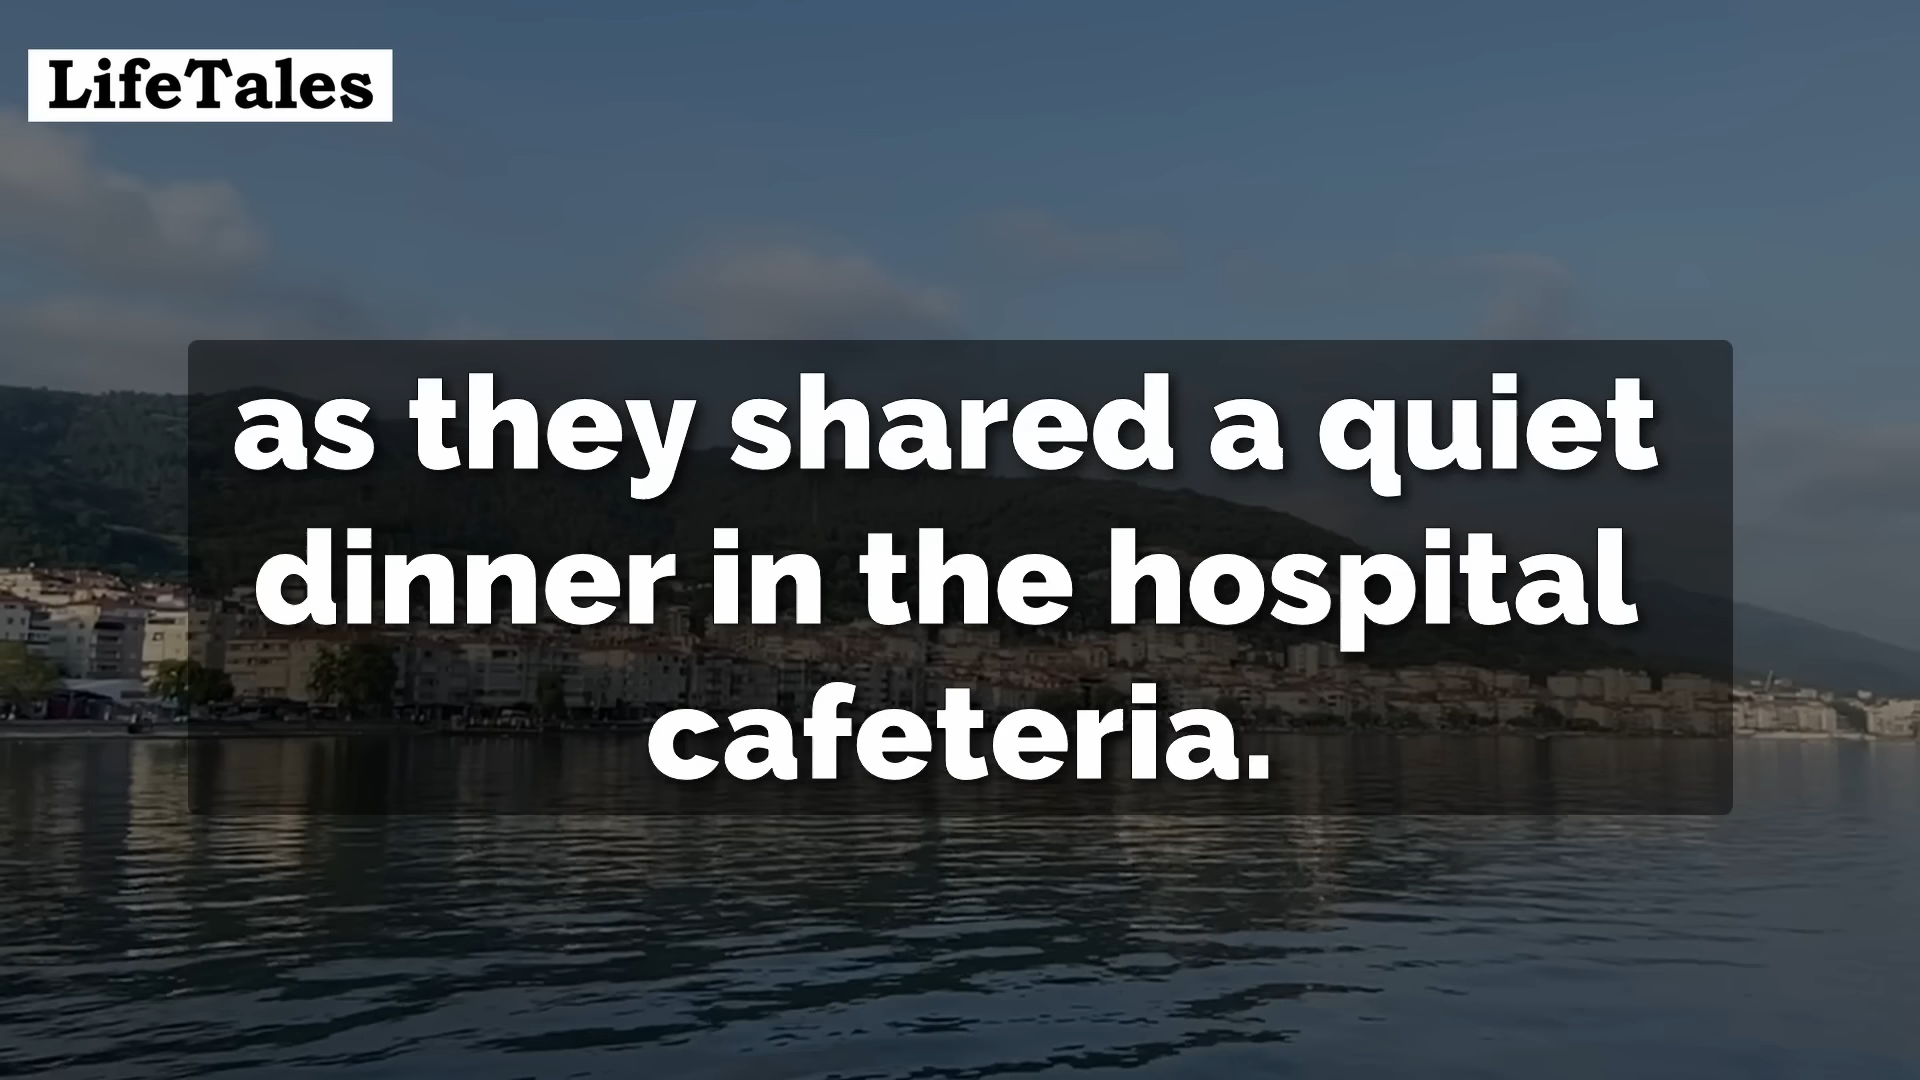 LifeTales
as they shared a quiet
dinner in the hospital
cafeteria.